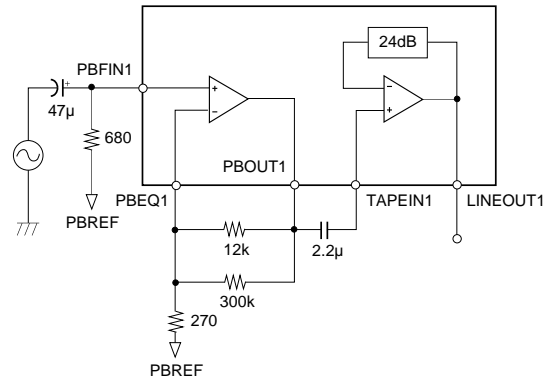 24dB
PBFIN1
+
+
−
−
+
47µ
680
PBOUT1
PBREF
PBEQ1
TAPEIN1
LINEOUT1
12k
2.2µ
300k
270
PBREF